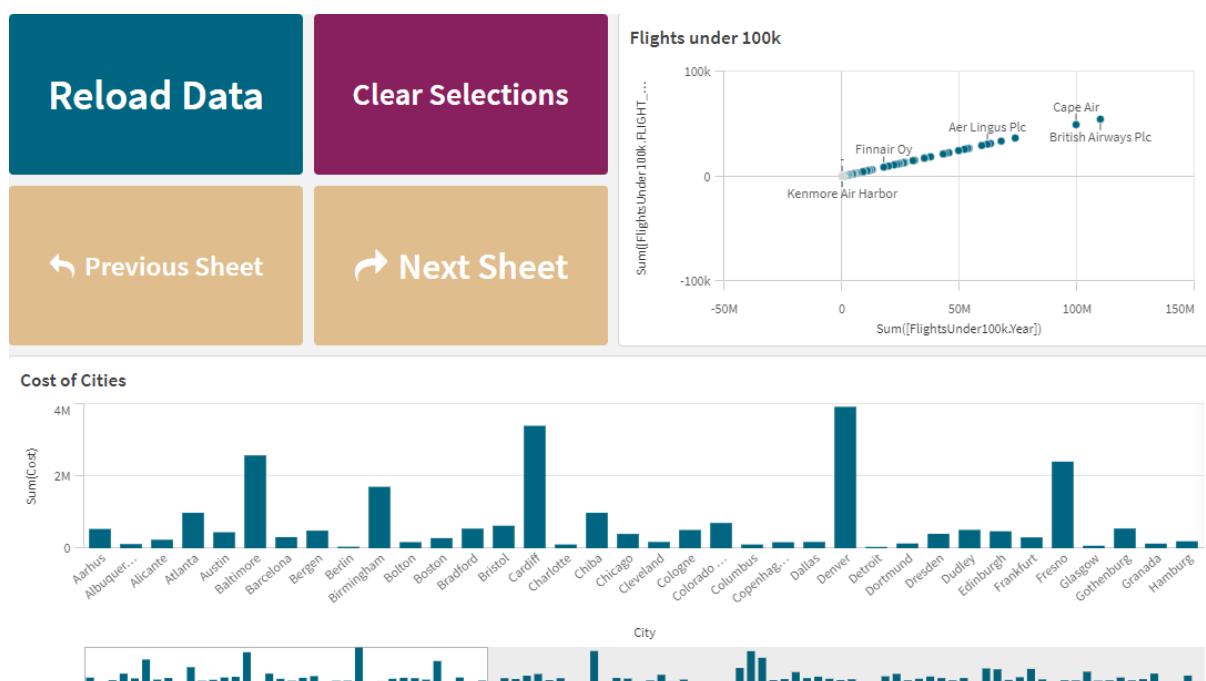 Reload Data
Clear Selections
Previous Sheet
Next Sheet
Flights under 100k
Sum([FlightsUnder100k.FLIGHT_...
100k
0
-100k
Cape Air
British Airways Plc
Aer Lingus Plc
Finnair Oy
Kenmore Air Harbor
-50M 0 50M 100M 150M
Sum([FlightsUnder100k.Year])
Cost of Cities
Sum(Cost)
4M
2M
0
Aarhus Albuquer... Alicante Atlanta Austin Baltimore Barcelona Bergen Berlin Birmingham Bolton Boston Bradford Bristol Cardiff Charlotte Chiba Chicago Cleveland Cologne Colorado ... Columbus Copenhag... Dallas Denver Detroit Dortmund Dresden Dudley Edinburgh Frankfurt Fresno Glasgow Gothenburg Granada Hamburg
City